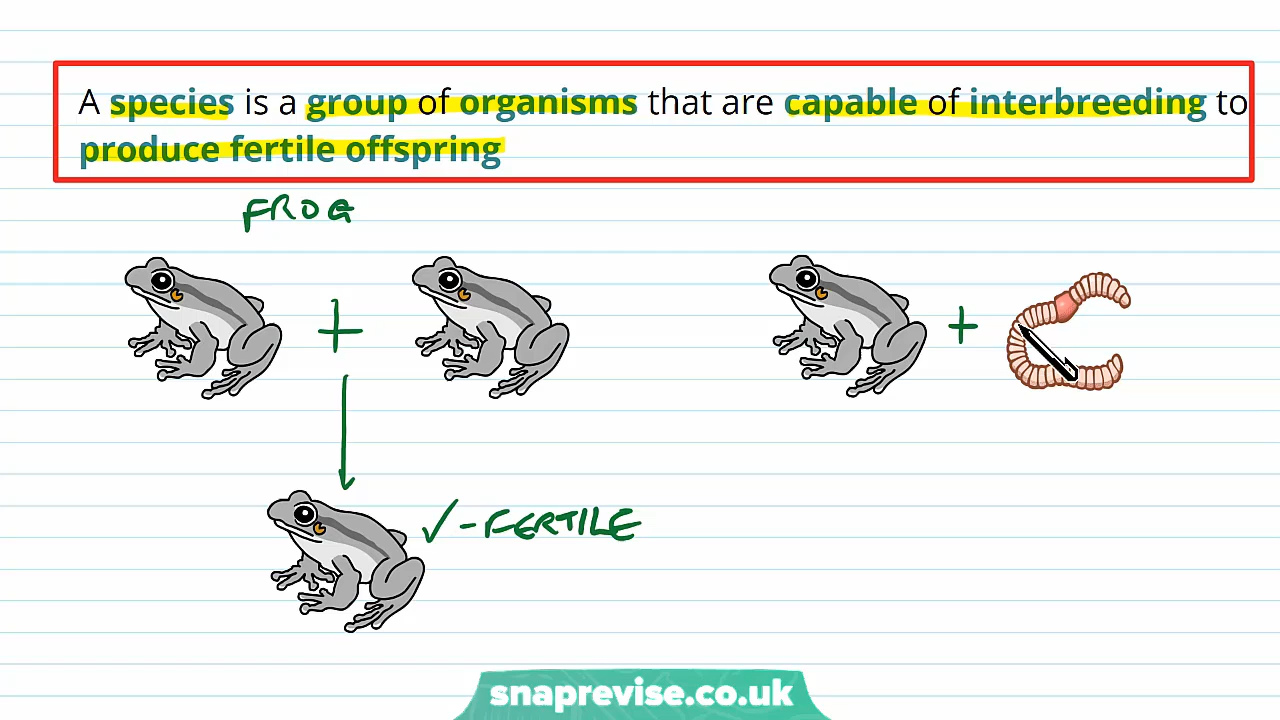 A species is a group of organisms that are capable of interbreeding to
produce fertile offspring
FROG
+
+
✓-FERTILE
snaprevise.co.uk